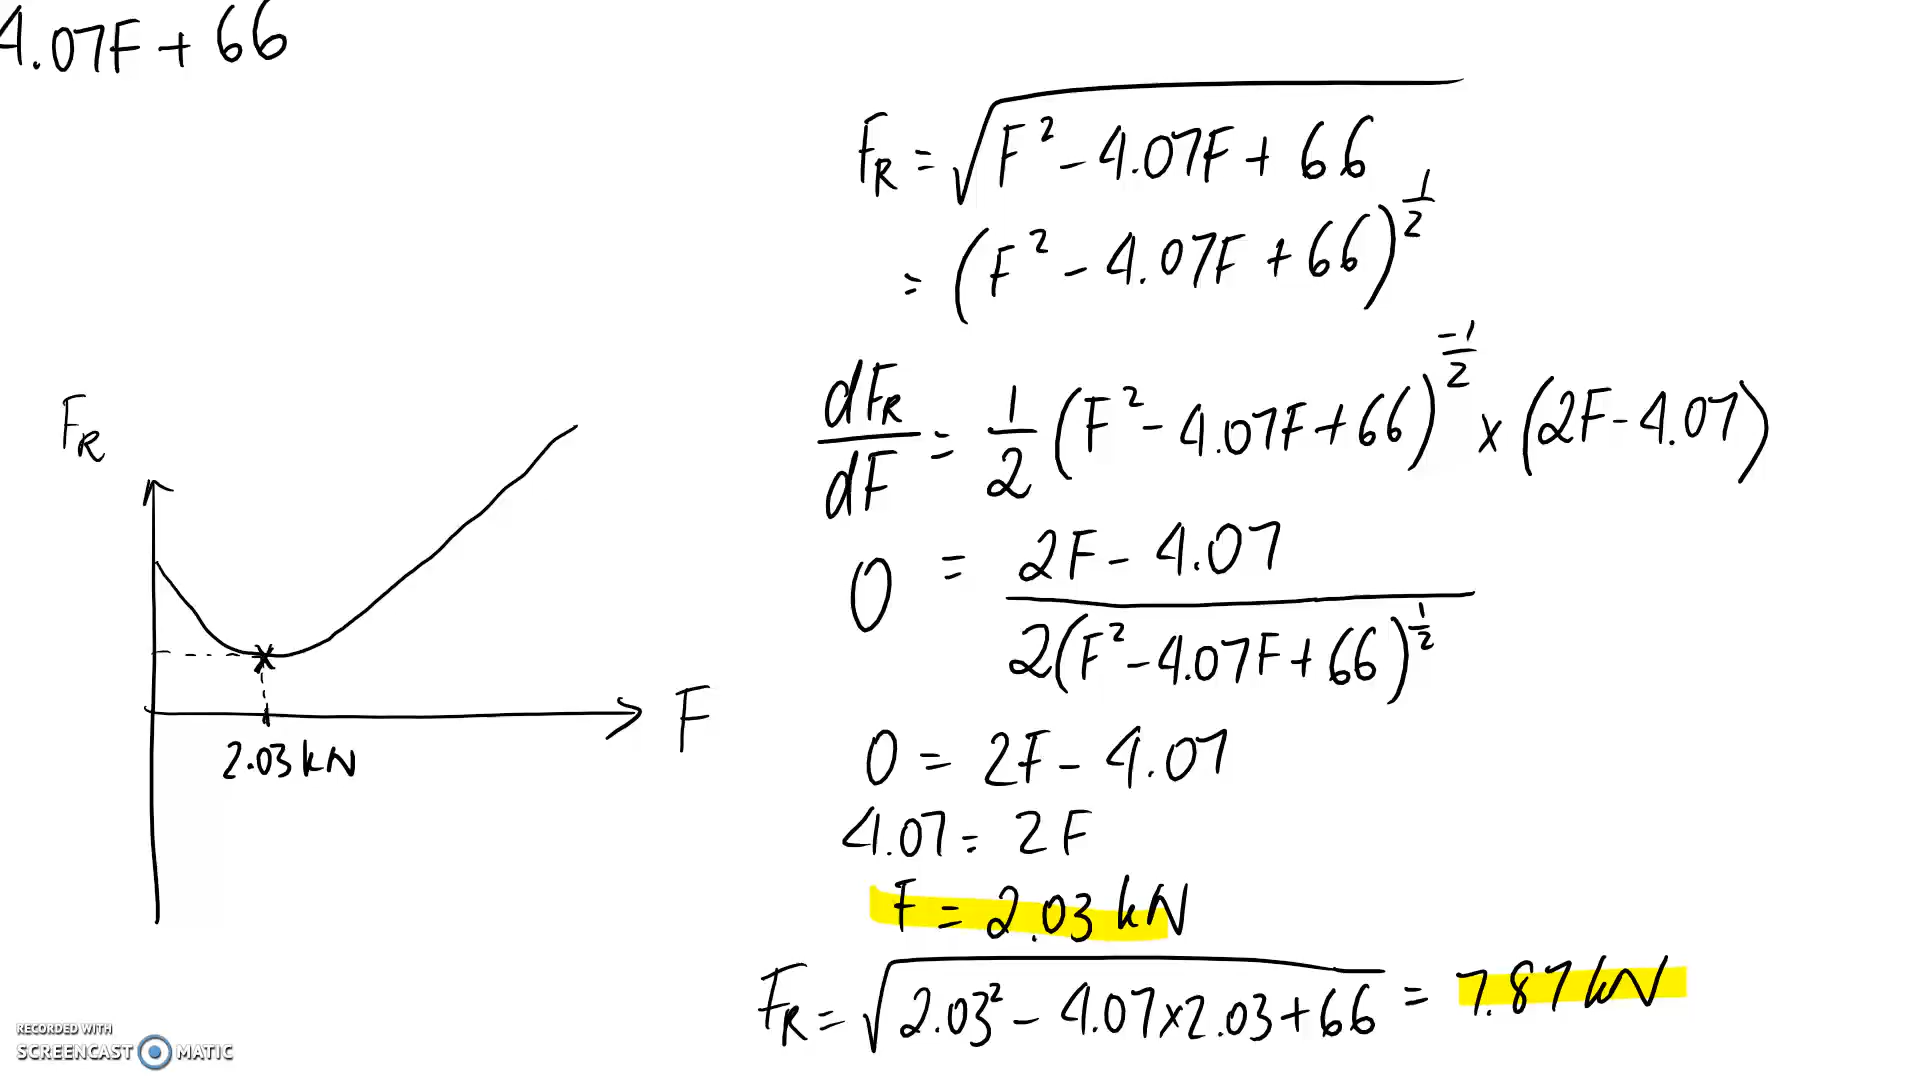 4.07F + 66
F_R = √(F² - 4.07F + 66)
= (F² - 4.07F + 66)^(1/2)
dF_R/dF = 1/2 (F² - 4.07F + 66)^(-1/2) × (2F - 4.07)
0 = (2F - 4.07) / (2(F² - 4.07F + 66)^(1/2))
0 = 2F - 4.07
4.07 = 2F
F = 2.03 kN
F_R = √(2.03² - 4.07×2.03 + 66) = 7.87 kN
F_R
F
2.03 kN
RECORDED WITH
SCREENCAST MATIC